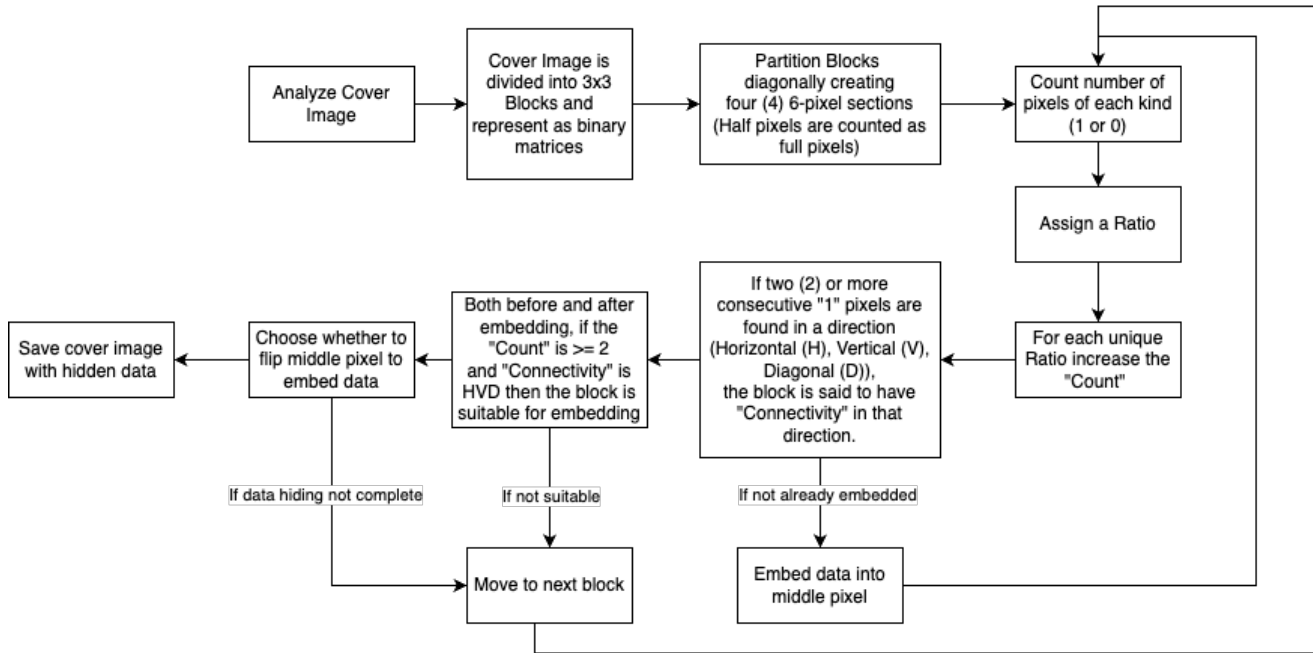 Analyze Cover
Image
Cover Image is
divided into 3x3
Blocks and
represent as binary
matrices
Partition Blocks
diagonally creating
four (4) 6-pixel sections
(Half pixels are counted as
full pixels)
Count number of
pixels of each kind
(1 or 0)
Assign a Ratio
For each unique
Ratio increase the
"Count"
If two (2) or more
consecutive "1" pixels are
found in a direction
(Horizontal (H), Vertical (V),
Diagonal (D)),
the block is said to have
"Connectivity" in that
direction.
Both before and after
embedding, if the
"Count" is >= 2
and "Connectivity" is
HVD then the block is
suitable for embedding
Choose whether to
flip middle pixel to
embed data
Save cover image
with hidden data
If data hiding not complete
If not suitable
If not already embedded
Move to next block
Embed data into
middle pixel